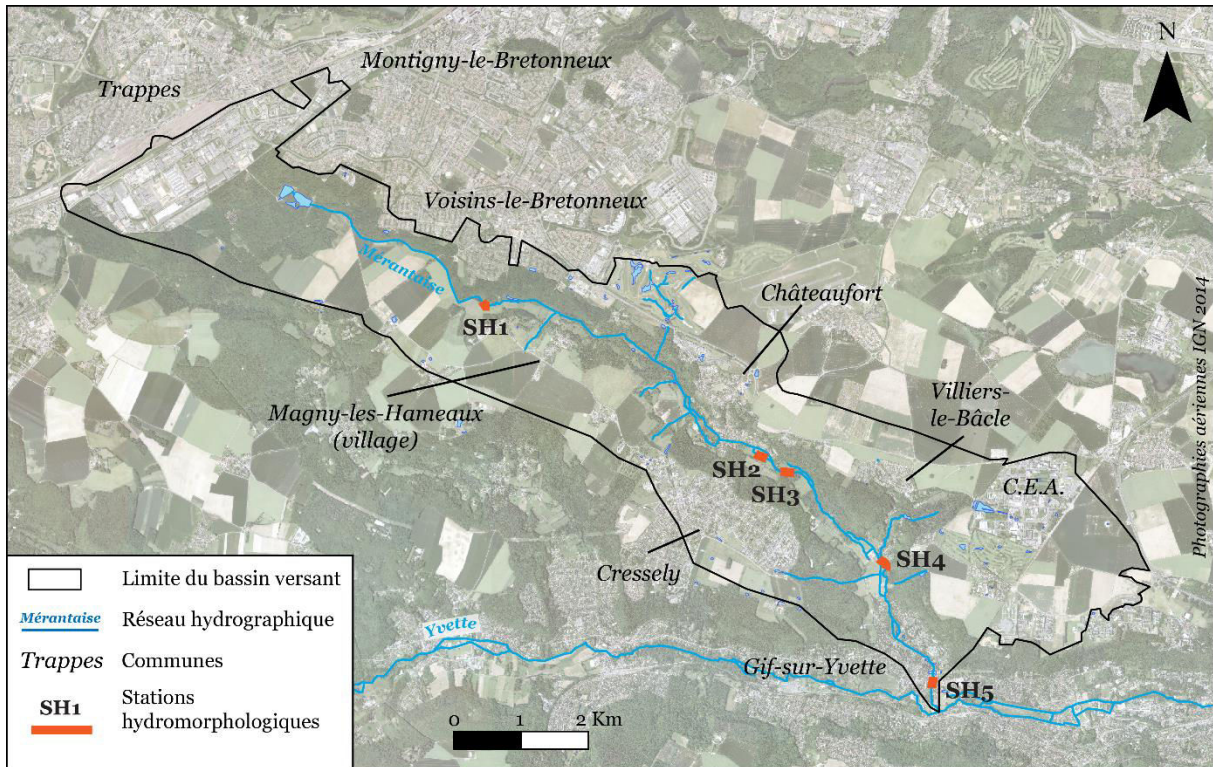 Montigny-le-Bretonneux
N
Trappes
Voisins-le-Bretonneux
Mérantaise
Châteaufort
SH1
Villiers-
le-Bâcle
Magny-les-Hameaux
(village)
SH2
SH3
C.E.A.
SH4
Cressely
Yvette
Gif-sur-Yvette
SH5
Photographies aériennes IGN 2014
Limite du bassin versant
Mérantaise Réseau hydrographique
Trappes Communes
SH1 Stations
hydromorphologiques
0 1 2 Km